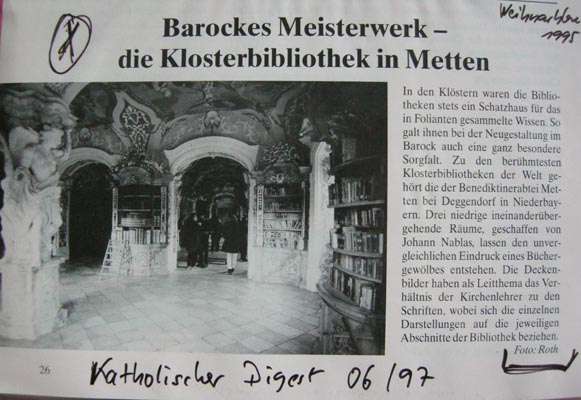 Weihnachten
1995
Barockes Meisterwerk –
die Klosterbibliothek in Metten
In den Klöstern waren die Biblio-
theken stets ein Schatzhaus für das
in Folianten gesammelte Wissen. So
galt ihnen bei der Neugestaltung im
Barock auch eine ganz besondere
Sorgfalt. Zu den berühmtesten
Klosterbibliotheken der Welt ge-
hört die der Benediktinerabtei Met-
ten bei Deggendorf in Niederbay-
ern. Drei niedrige ineinanderüber-
gehende Räume, geschaffen von
Johann Nablas, lassen den unver-
gleichlichen Eindruck eines Bücher-
gewölbes entstehen. Die Decken-
bilder haben als Leitthema das Ver-
hältnis der Kirchenlehrer zu den
Schriften, wobei sich die einzelnen
Darstellungen auf die jeweiligen
Abschnitte der Bibliothek beziehen.
Foto: Roth
26
Katholischer Digest 06/97